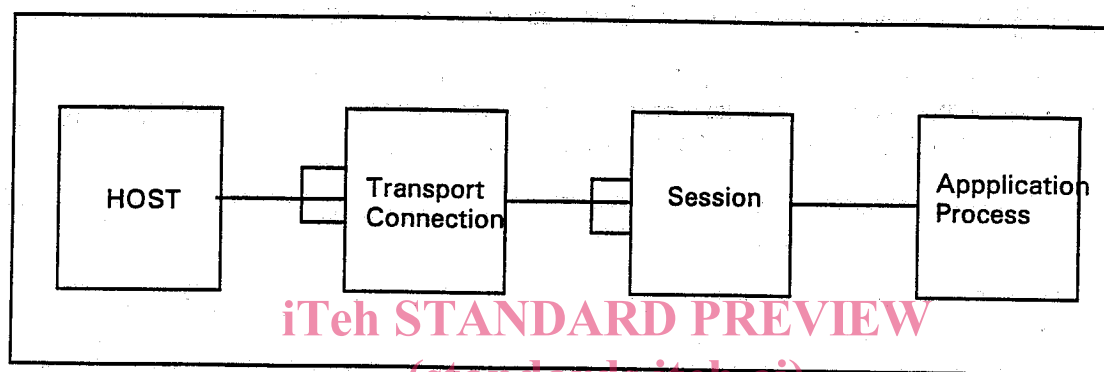 HOST
Transport
Connection
Session
Appplication
Process
iTeh STANDARD PREVIEW